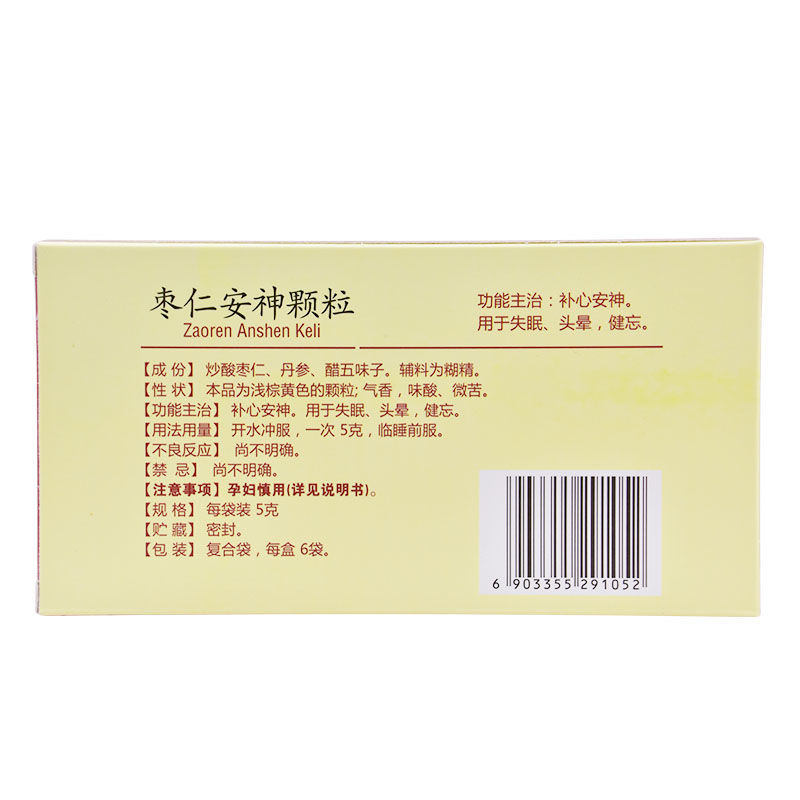 枣仁安神颗粒
Zaoren Anshen Keli
功能主治：补心安神。
用于失眠、头晕，健忘。
【成 份】 炒酸枣仁、丹参、醋五味子。辅料为糊精。
【性 状】 本品为浅棕黄色的颗粒; 气香，味酸、微苦。
【功能主治】 补心安神。用于失眠、头晕，健忘。
【用法用量】 开水冲服，一次 5克，临睡前服。
【不良反应】 尚不明确。
【禁 忌】 尚不明确。
【注意事项】孕妇慎用(详见说明书)。
【规 格】 每袋装 5克
【贮 藏】 密封。
【包 装】 复合袋，每盒 6袋。
6 903355 291052